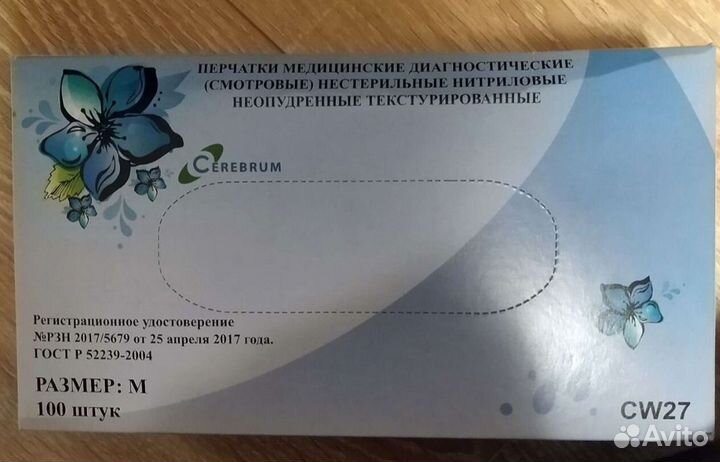 ПЕРЧАТКИ МЕДИЦИНСКИЕ ДИАГНОСТИЧЕСКИЕ
(СМОТРОВЫЕ) НЕСТЕРИЛЬНЫЕ НИТРИЛОВЫЕ
НЕОПУДРЕННЫЕ ТЕКСТУРИРОВАННЫЕ
CEREBRUM
Регистрационное удостоверение
№РЗН 2017/5679 от 25 апреля 2017 года.
ГОСТ Р 52239-2004
РАЗМЕР: М
100 штук
CW27
Avito